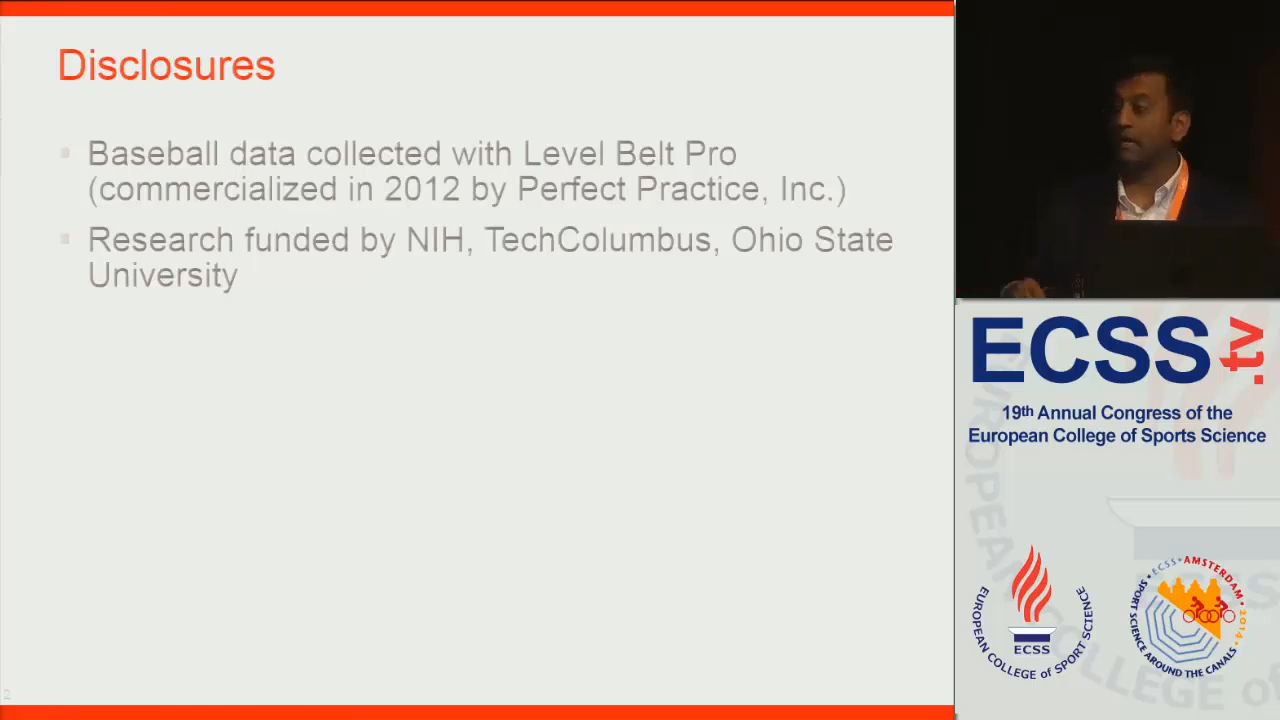 Disclosures
Baseball data collected with Level Belt Pro
(commercialized in 2012 by Perfect Practice, Inc.)
Research funded by NIH, TechColumbus, Ohio State
University
2
ECSS.tv
19th Annual Congress of the
European College of Sports Science
EUROPEAN COLLEGE of SPORT SCIENCE
ECSS
SPORT SCIENCE AROUND THE CANALS • ECSS • AMSTERDAM • 2014 •